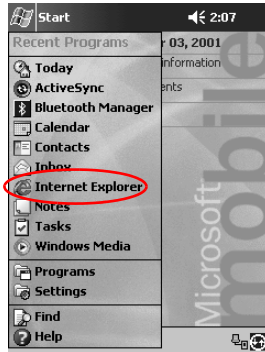 Start 2:07
Recent Programs r 03, 2001
Today nformation
ActiveSync ents
Bluetooth Manager
Calendar
Contacts
Inbox
Internet Explorer
Notes
Tasks
Windows Media
Programs
Settings
Find
Help
Microsoft
mobile